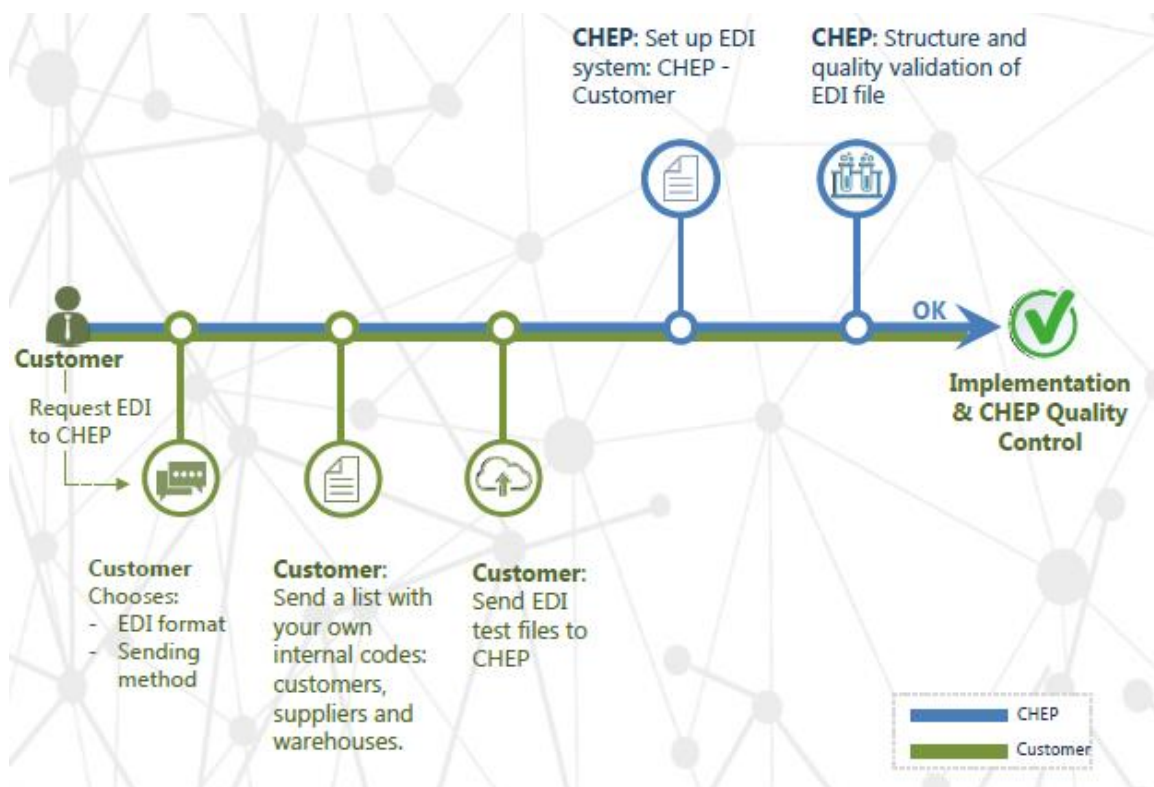 CHEP: Set up EDI
system: CHEP -
Customer
CHEP: Structure and
quality validation of
EDI file
OK
Customer
Request EDI
to CHEP
Implementation
& CHEP Quality
Control
Customer
Chooses:
- EDI format
- Sending
method
Customer:
Send a list with
your own
internal codes:
customers,
suppliers and
warehouses.
Customer:
Send EDI
test files to
CHEP
CHEP
Customer